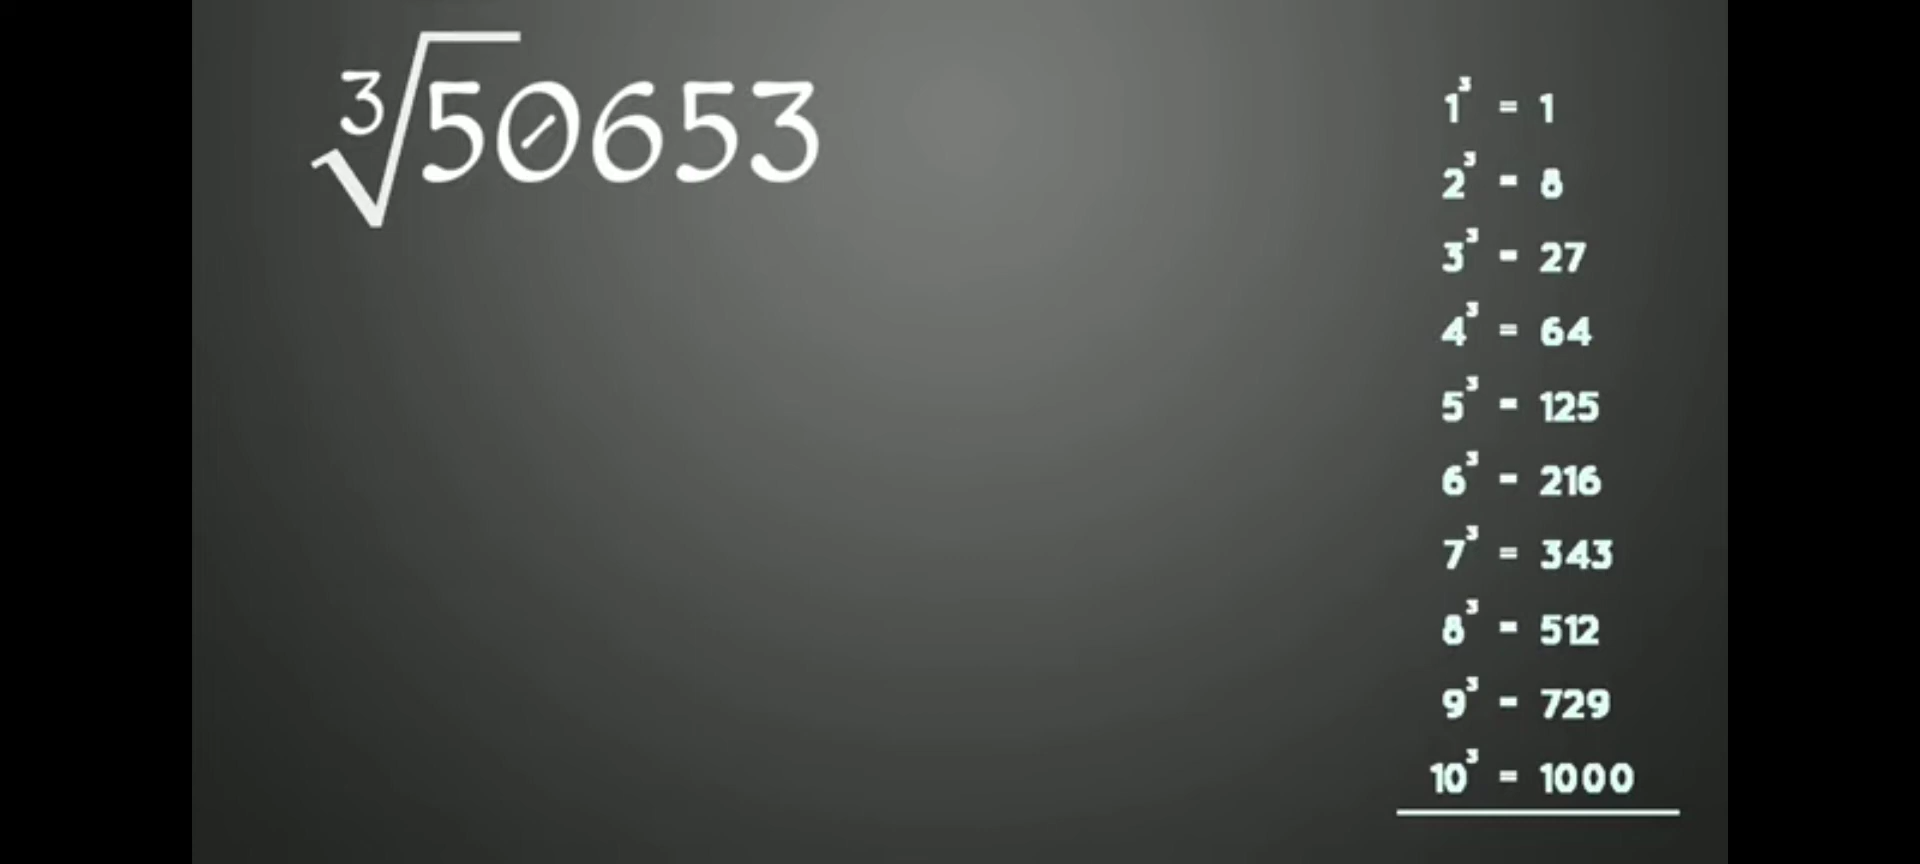 ³√50653
1³ = 1
2³ = 8
3³ = 27
4³ = 64
5³ = 125
6³ = 216
7³ = 343
8³ = 512
9³ = 729
10³ = 1000